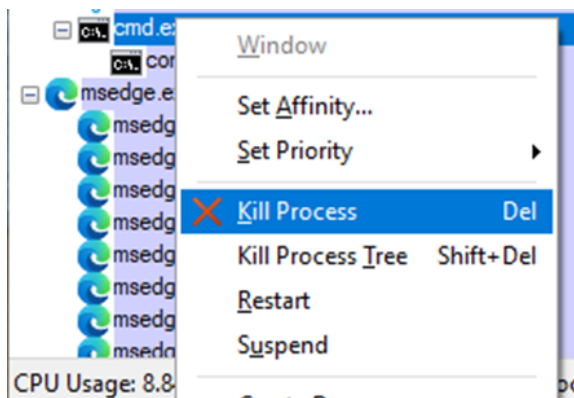 cmd.e
Window
cor
msedge.e
Set Affinity...
msedg
Set Priority
msedg
msedg
Kill Process Del
msedg
Kill Process Tree Shift+Del
msedg
Restart
msedg
msedg
Suspend
msedg
CPU Usage: 8.8